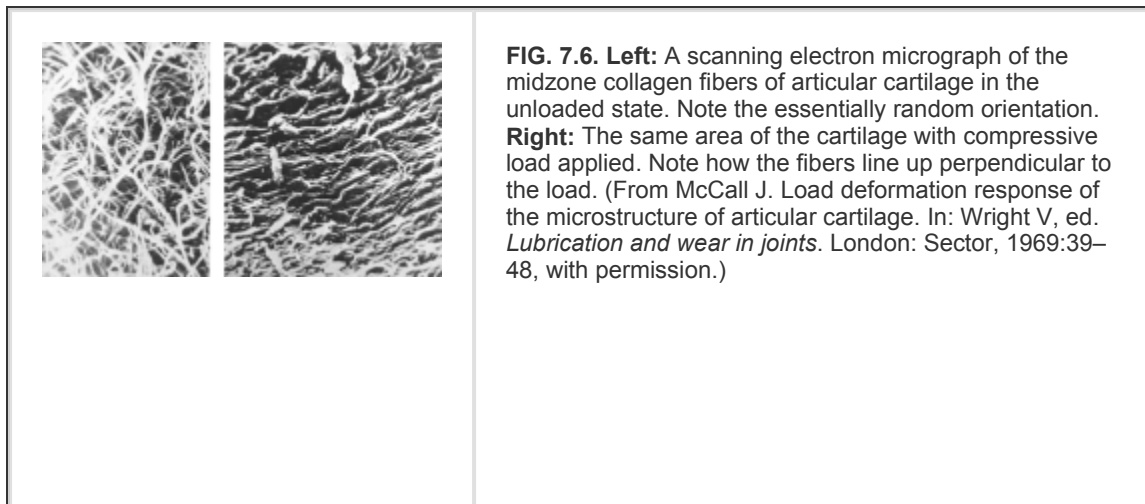 FIG. 7.6. Left: A scanning electron micrograph of the
midzone collagen fibers of articular cartilage in the
unloaded state. Note the essentially random orientation.
Right: The same area of the cartilage with compressive
load applied. Note how the fibers line up perpendicular to
the load. (From McCall J. Load deformation response of
the microstructure of articular cartilage. In: Wright V, ed.
Lubrication and wear in joints. London: Sector, 1969:39–
48, with permission.)